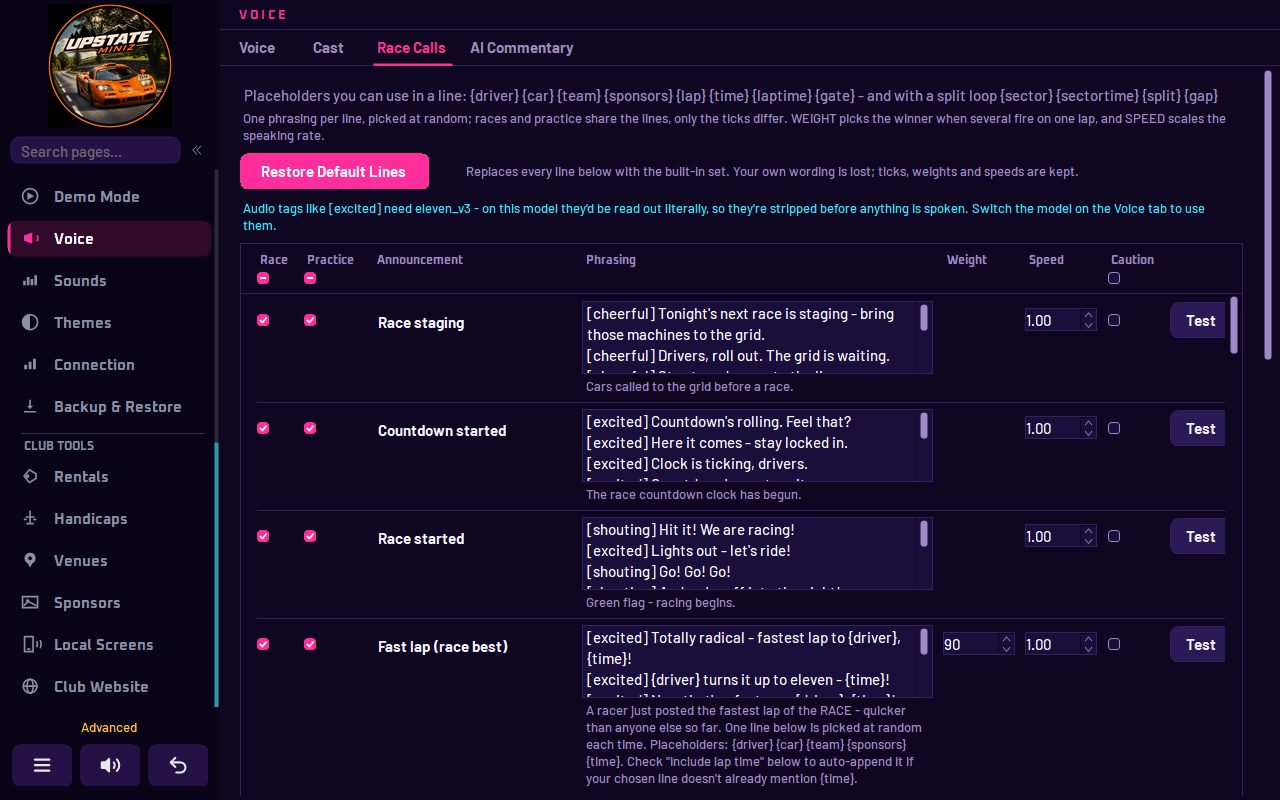 UPSTATE
MINIZ
Search pages...
Demo Mode
Voice
Sounds
Themes
Connection
Backup & Restore
CLUB TOOLS
Rentals
Handicaps
Venues
Sponsors
Local Screens
Club Website
Advanced
VOICE
Voice
Cast
Race Calls
AI Commentary
Placeholders you can use in a line: {driver} {car} {team} {sponsors} {lap} {time} {laptime} {gate} - and with a split loop {sector} {sectortime} {split} {gap}
One phrasing per line, picked at random; races and practice share the lines, only the ticks differ. WEIGHT picks the winner when several fire on one lap, and SPEED scales the
speaking rate.
Restore Default Lines
Replaces every line below with the built-in set. Your own wording is lost; ticks, weights and speeds are kept.
Audio tags like [excited] need eleven_v3 - on this model they'd be read out literally, so they're stripped before anything is spoken. Switch the model on the Voice tab to use
them.
Race Practice Announcement Phrasing Weight Speed Caution
Race staging
[cheerful] Tonight's next race is staging - bring
those machines to the grid.
[cheerful] Drivers, roll out. The grid is waiting.
1.00
Test
Cars called to the grid before a race.
Countdown started
[excited] Countdown's rolling. Feel that?
[excited] Here it comes - stay locked in.
[excited] Clock is ticking, drivers.
1.00
Test
The race countdown clock has begun.
Race started
[shouting] Hit it! We are racing!
[excited] Lights out - let's ride!
[shouting] Go! Go! Go!
1.00
Test
Green flag - racing begins.
Fast lap (race best)
[excited] Totally radical - fastest lap to {driver},
{time}!
[excited] {driver} turns it up to eleven - {time}!
90
1.00
Test
A racer just posted the fastest lap of the RACE - quicker
than anyone else so far. One line below is picked at random
each time. Placeholders: {driver} {car} {team} {sponsors}
{time}. Check "Include lap time" below to auto-append it if
your chosen line doesn't already mention {time}.